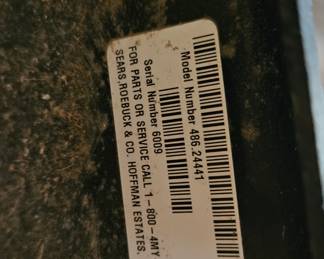 Model Number 486.24441
Serial Number 6009
FOR PARTS OR SERVICE CALL 1-800-4MY
SEARS,ROEBUCK & CO. HOFFMAN ESTATES.